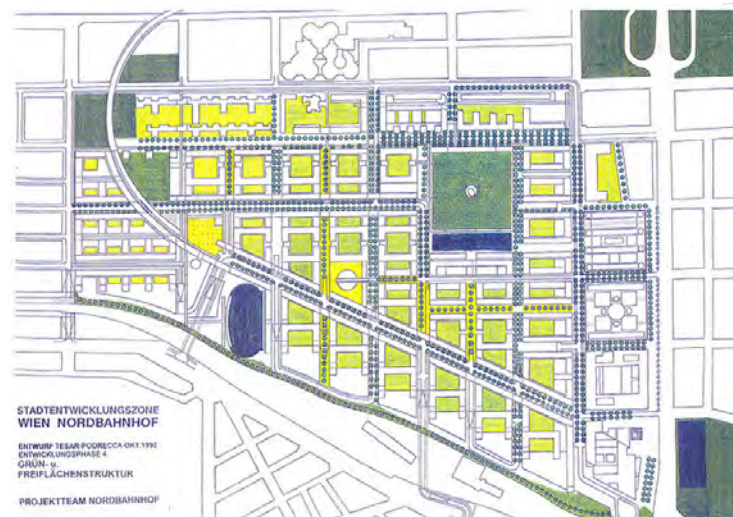 STADTENTWICKLUNGSZONE
WIEN NORDBAHNHOF
ENTWURF TESAR-PODRECCA OKT.1992
ENTWICKLUNGSPHASE 4
GRÜN- u.
FREIFLÄCHENSTRUKTUR
PROJEKTTEAM NORDBAHNHOF